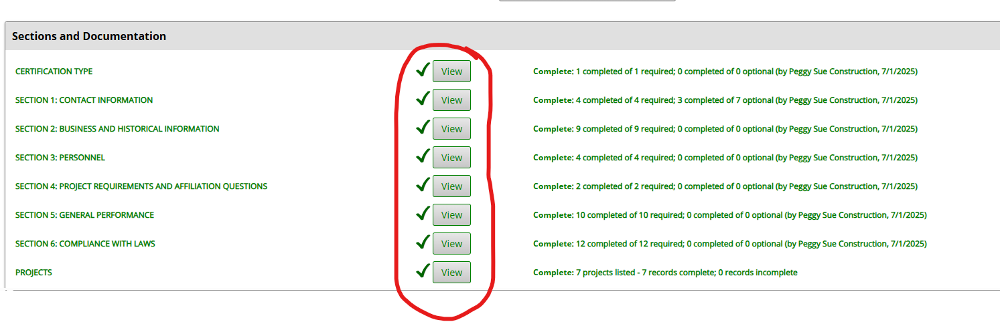 Sections and Documentation
CERTIFICATION TYPE View Complete: 1 completed of 1 required; 0 completed of 0 optional (by Peggy Sue Construction, 7/1/2025)
SECTION 1: CONTACT INFORMATION View Complete: 4 completed of 4 required; 3 completed of 7 optional (by Peggy Sue Construction, 7/1/2025)
SECTION 2: BUSINESS AND HISTORICAL INFORMATION View Complete: 9 completed of 9 required; 0 completed of 0 optional (by Peggy Sue Construction, 7/1/2025)
SECTION 3: PERSONNEL View Complete: 4 completed of 4 required; 0 completed of 0 optional (by Peggy Sue Construction, 7/1/2025)
SECTION 4: PROJECT REQUIREMENTS AND AFFILIATION QUESTIONS View Complete: 2 completed of 2 required; 0 completed of 0 optional (by Peggy Sue Construction, 7/1/2025)
SECTION 5: GENERAL PERFORMANCE View Complete: 10 completed of 10 required; 0 completed of 0 optional (by Peggy Sue Construction, 7/1/2025)
SECTION 6: COMPLIANCE WITH LAWS View Complete: 12 completed of 12 required; 0 completed of 0 optional (by Peggy Sue Construction, 7/1/2025)
PROJECTS View Complete: 7 projects listed - 7 records complete; 0 records incomplete